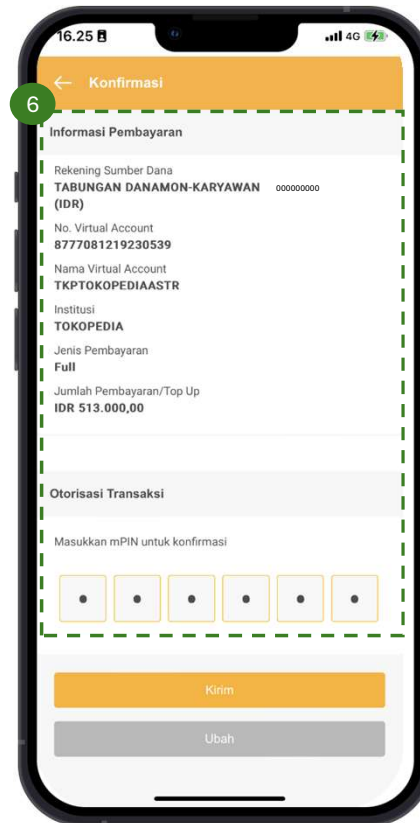 16.25 4G
Konfirmasi
6
Informasi Pembayaran
Rekening Sumber Dana
TABUNGAN DANAMON-KARYAWAN 000000000
(IDR)
No. Virtual Account
8777081219230539
Nama Virtual Account
TKPTOKOPEDIAASTR
Institusi
TOKOPEDIA
Jenis Pembayaran
Full
Jumlah Pembayaran/Top Up
IDR 513.000,00
Otorisasi Transaksi
Masukkan mPIN untuk konfirmasi
Kirim
Ubah